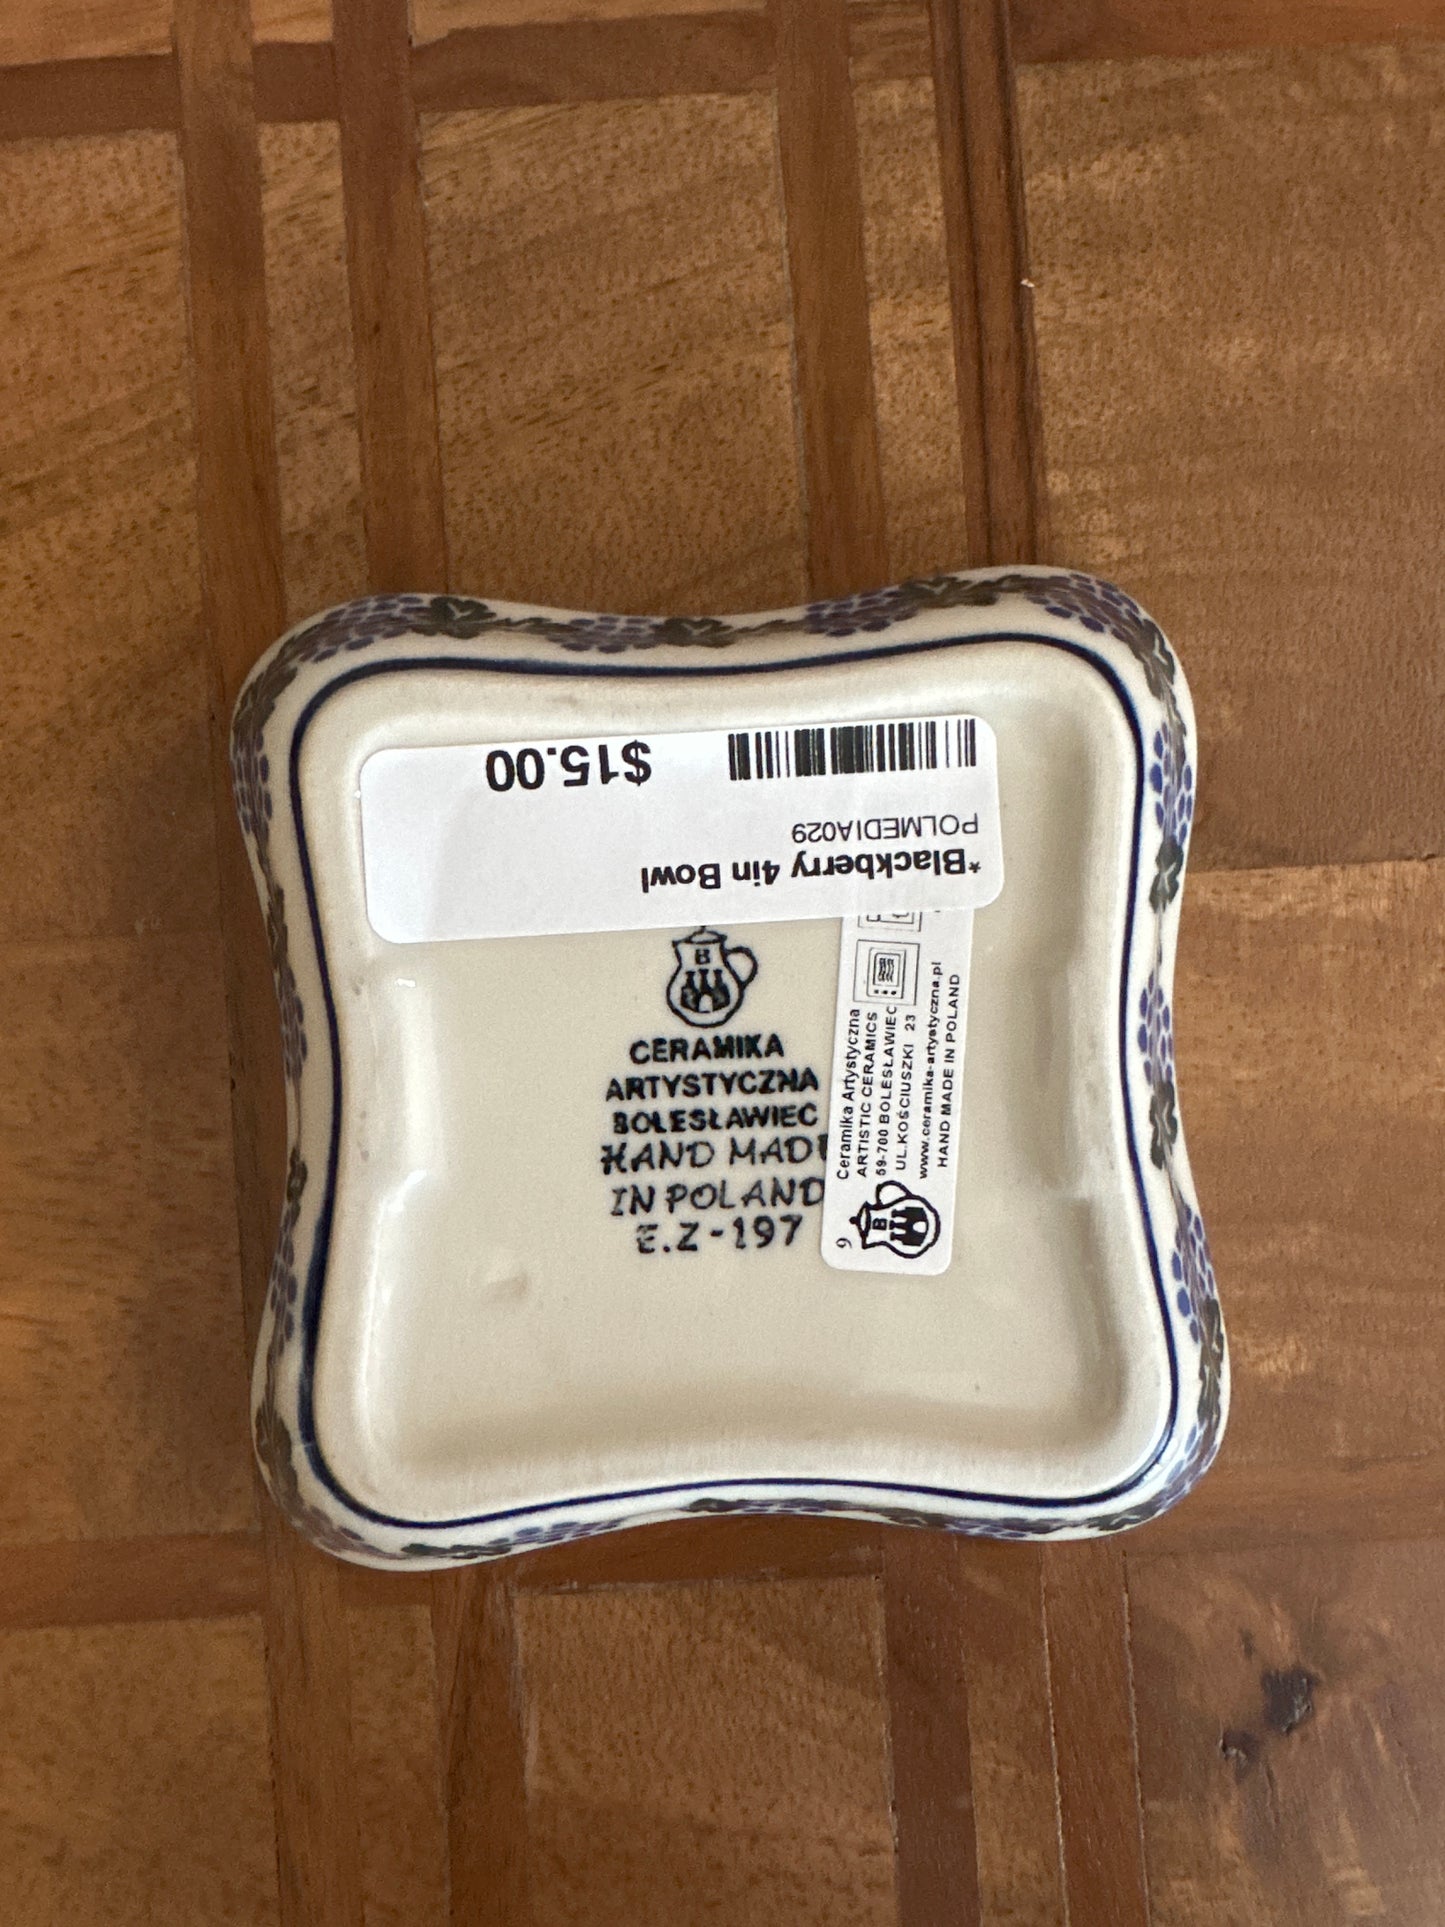 $15.00
POLMEDIA029
*Blackberry 4in Bowl
B
CERAMIKA
ARTYSTYCZNA
BOLESŁAWIEC
HAND MADE
IN POLAND
E.Z-197
Ceramika Artystyczna
ARTISTIC CERAMICS
59-700 BOLESŁAWIEC
UL.KOŚCIUSZKI 23
www.ceramika-artystyczna.pl
HAND MADE IN POLAND
B
6